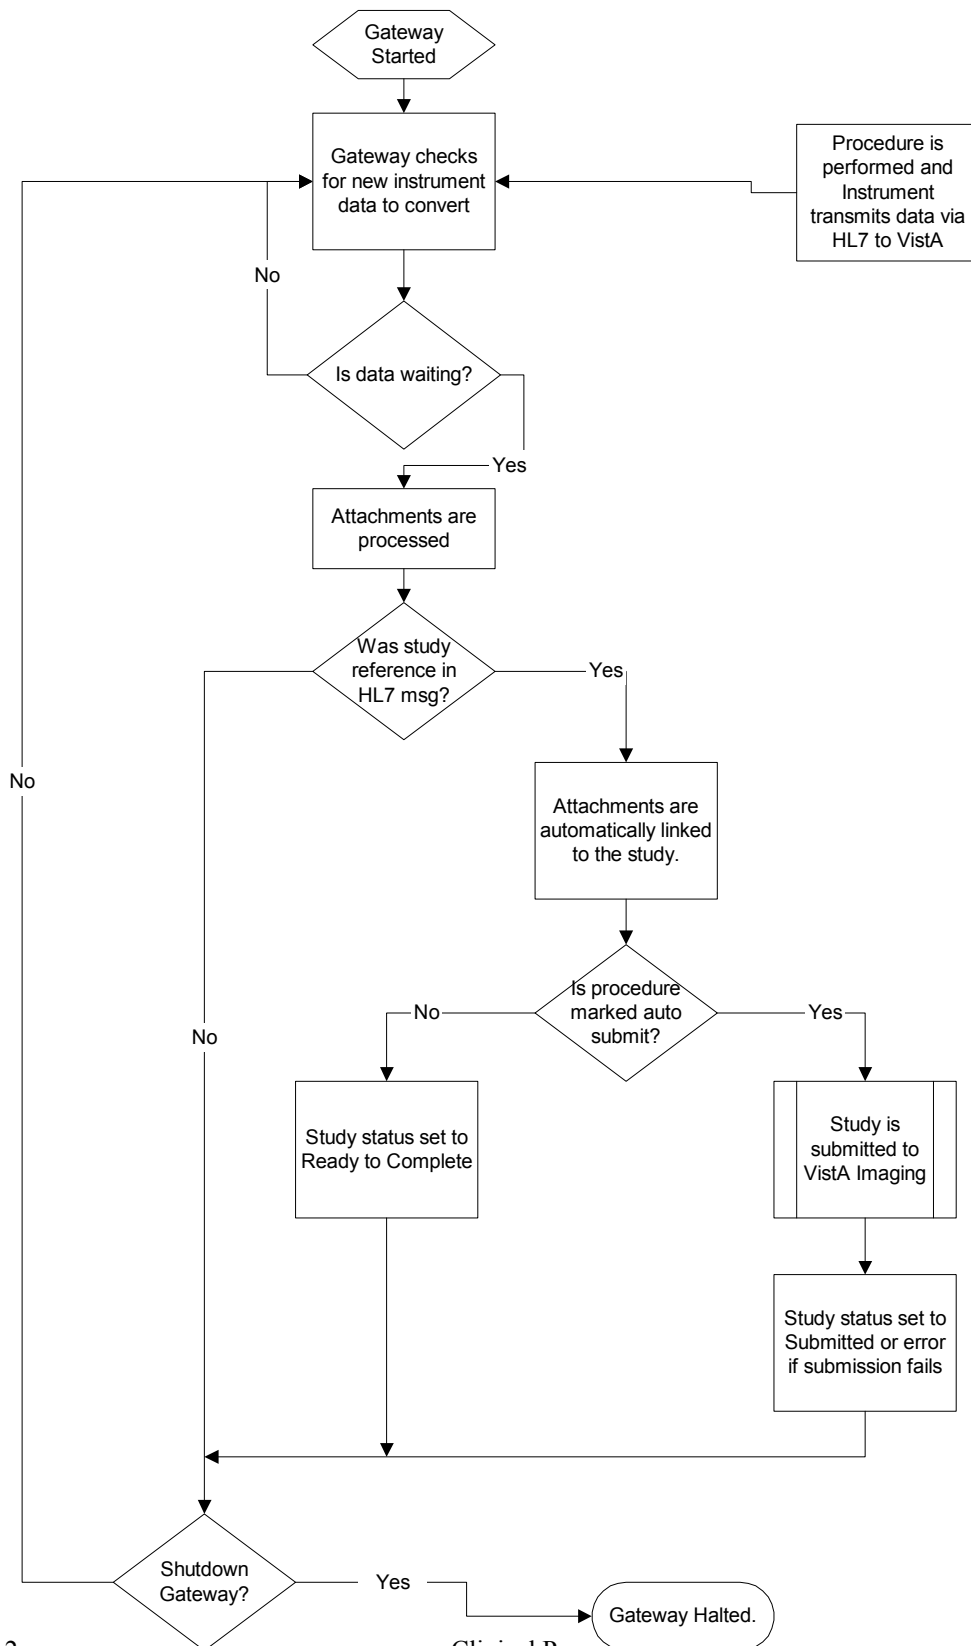 Gateway
Started
Gateway checks
for new instrument
data to convert
Procedure is
performed and
Instrument
transmits data via
HL7 to VistA
No
Is data waiting?
Yes
Attachments are
processed
Was study
reference in
HL7 msg?
Yes
No
Attachments are
automatically linked
to the study.
Is procedure
marked auto
submit?
No
Yes
No
Study status set to
Ready to Complete
Study is
submitted to
VistA Imaging
Study status set to
Submitted or error
if submission fails
Shutdown
Gateway?
Yes
Gateway Halted.
2
Clinical